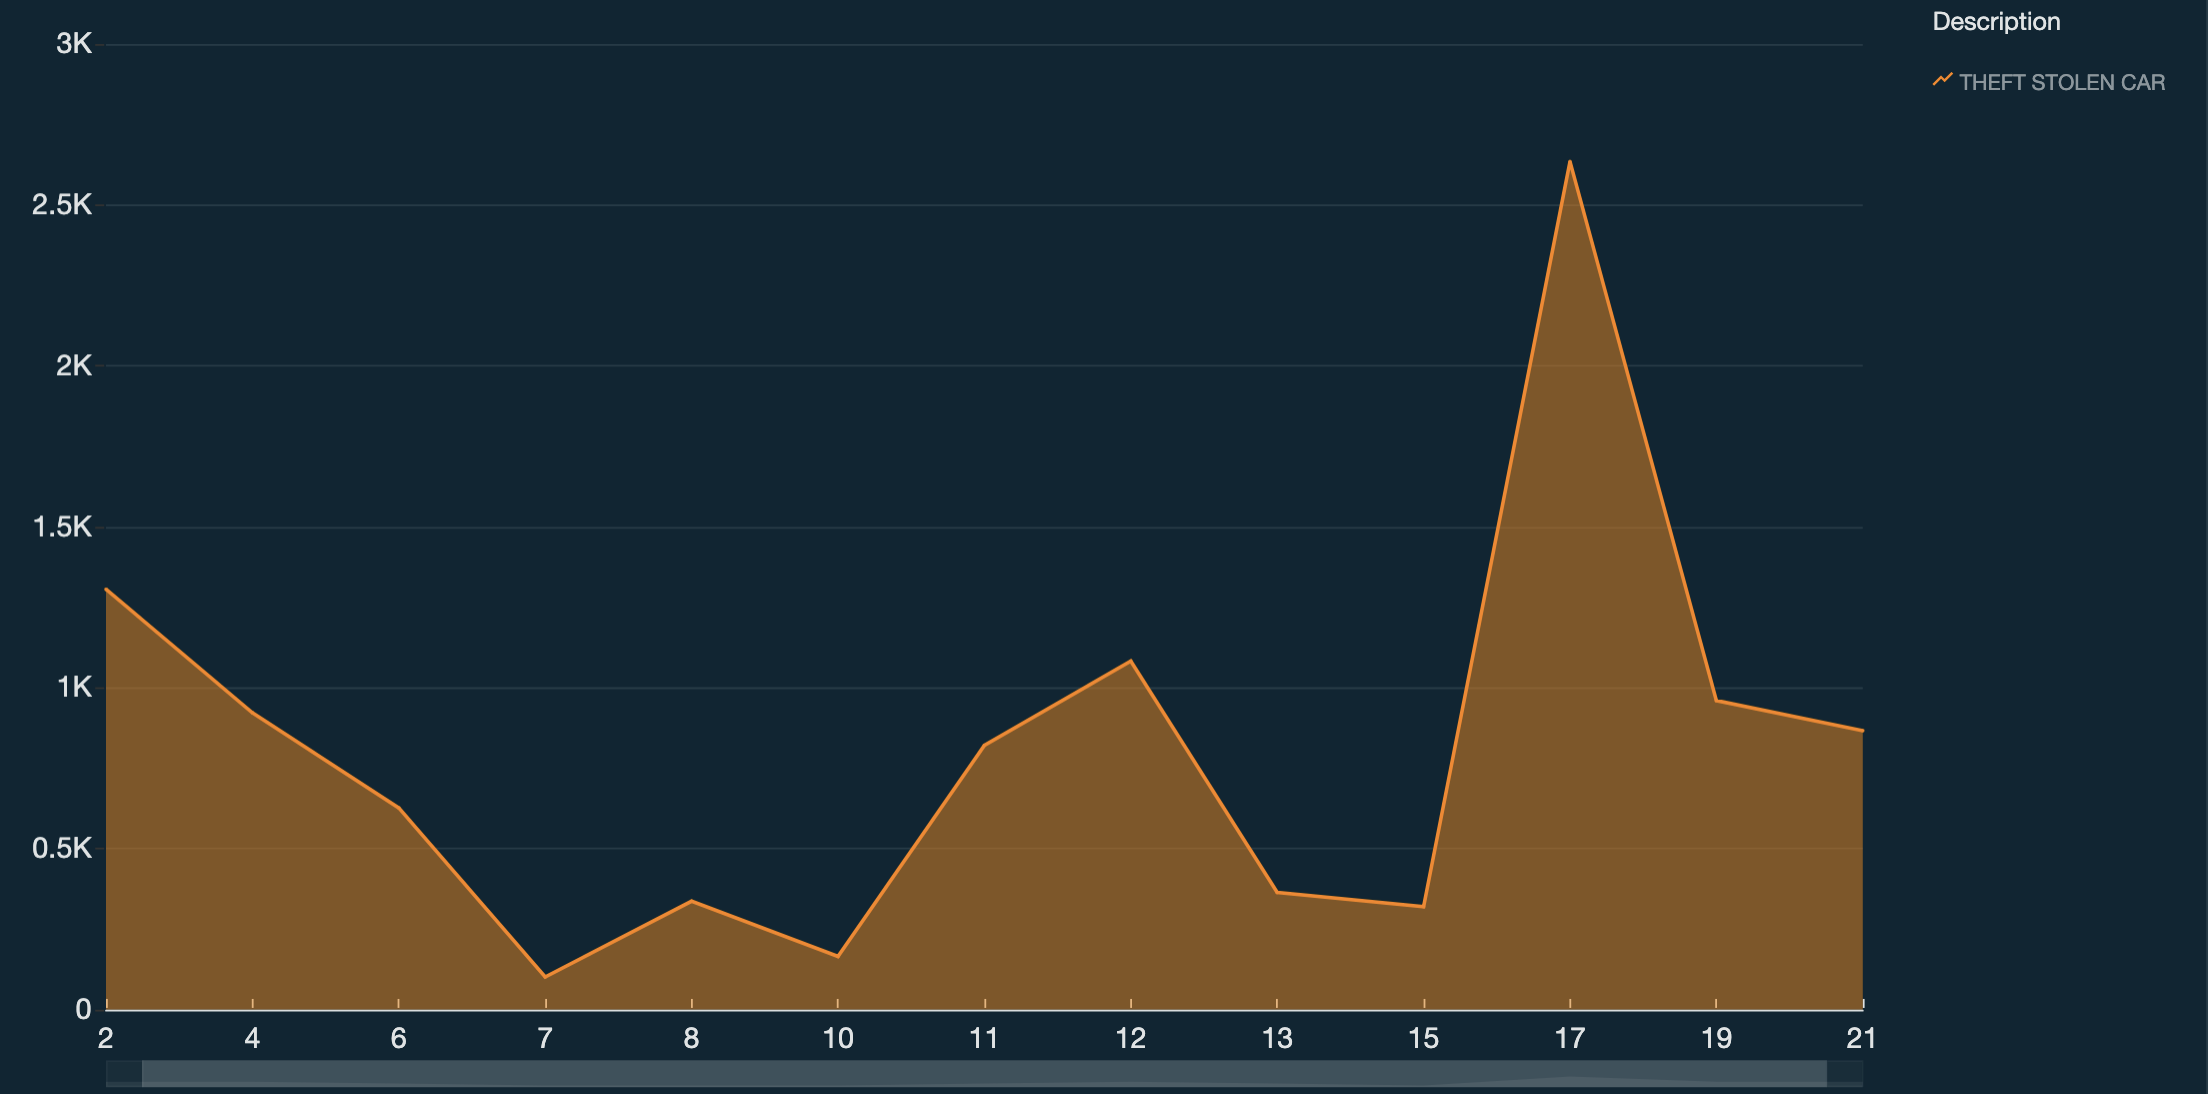 Description
THEFT STOLEN CAR
3K
2.5K
2K
1.5K
1K
0.5K
0
2 4 6 7 8 10 11 12 13 15 17 19 21